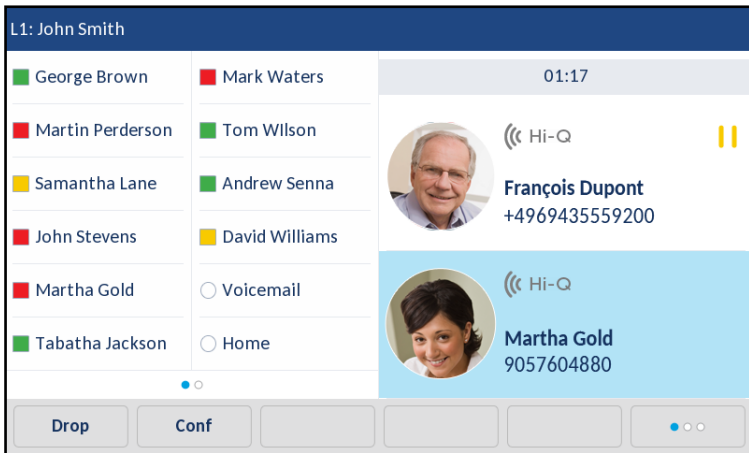 L1: John Smith
George Brown
Mark Waters
Martin Perderson
Tom WIlson
Samantha Lane
Andrew Senna
John Stevens
David Williams
Martha Gold
Voicemail
Tabatha Jackson
Home
01:17
Hi-Q
François Dupont
+4969435559200
Hi-Q
Martha Gold
9057604880
Drop
Conf